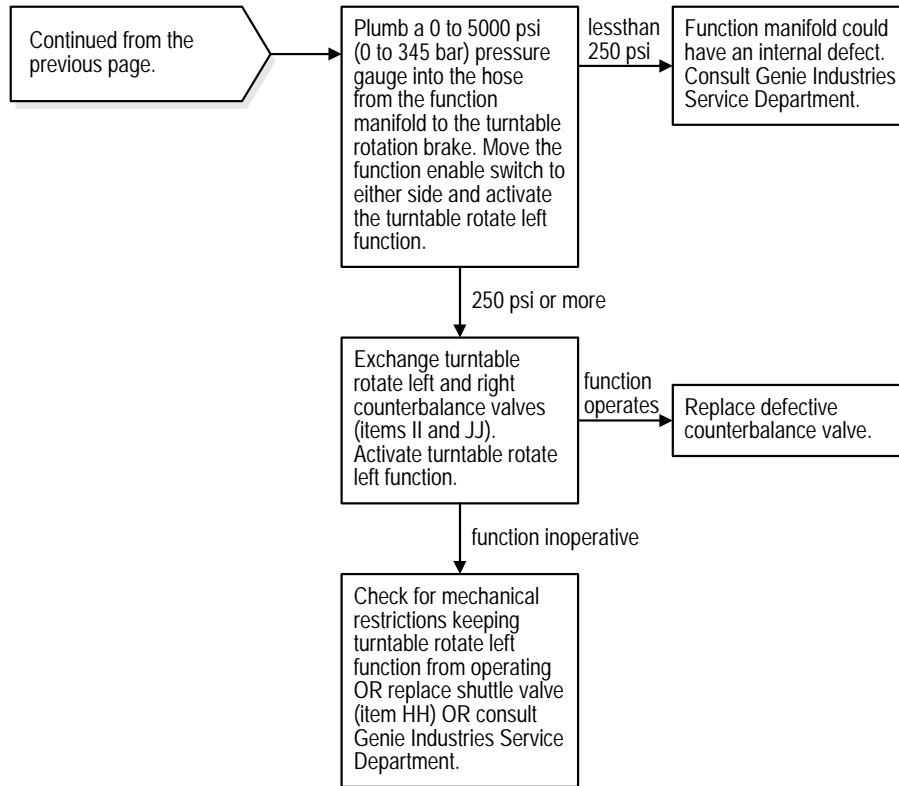 Continued from the
previous page.
Plumb a 0 to 5000 psi
(0 to 345 bar) pressure
gauge into the hose
from the function
manifold to the turntable
rotation brake. Move the
function enable switch to
either side and activate
the turntable rotate left
function.
lessthan
250 psi
Function manifold could
have an internal defect.
Consult Genie Industries
Service Department.
250 psi or more
Exchange turntable
rotate left and right
counterbalance valves
(items II and JJ).
Activate turntable rotate
left function.
function
operates
Replace defective
counterbalance valve.
function inoperative
Check for mechanical
restrictions keeping
turntable rotate left
function from operating
OR replace shuttle valve
(item HH) OR consult
Genie Industries Service
Department.